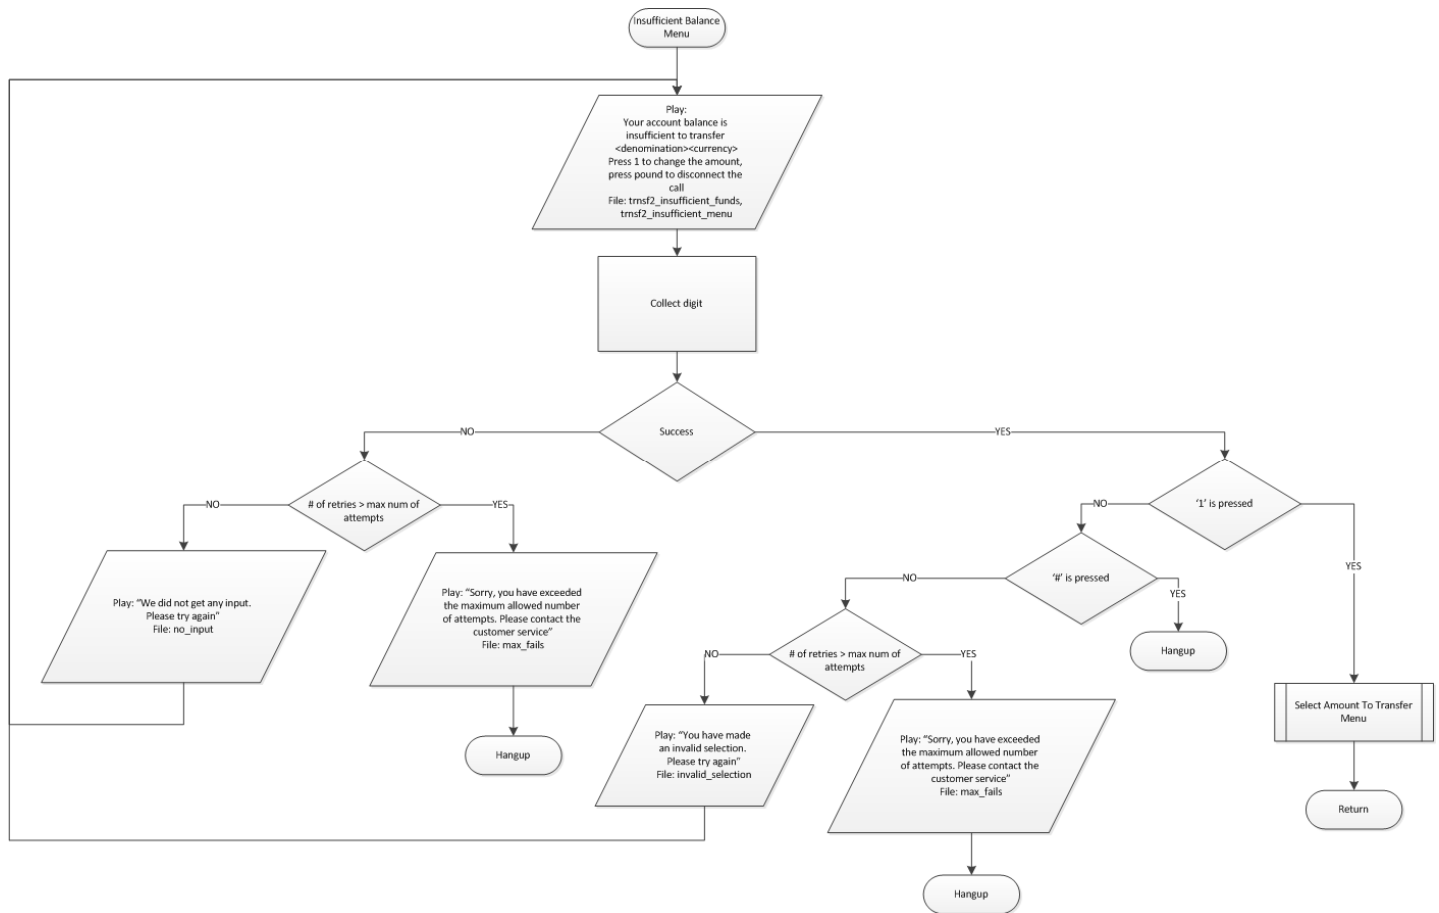 Insufficient Balance
Menu
Play:
Your account balance is
insufficient to transfer
<denomination><currency>
Press 1 to change the amount,
press pound to disconnect the
call
File: trnsf2_insufficient_funds,
trnsf2_insufficient_menu
Collect digit
Success
NO
YES
# of retries > max num of
attempts
NO
YES
Play: “We did not get any input.
Please try again”
File: no_input
Play: “Sorry, you have exceeded
the maximum allowed number
of attempts. Please contact the
customer service”
File: max_fails
Hangup
‘1’ is pressed
NO
YES
‘#’ is pressed
NO
YES
Hangup
# of retries > max num of
attempts
NO
YES
Play: “You have made
an invalid selection.
Please try again”
File: invalid_selection
Play: “Sorry, you have exceeded
the maximum allowed number
of attempts. Please contact the
customer service”
File: max_fails
Hangup
Select Amount To Transfer
Menu
Return